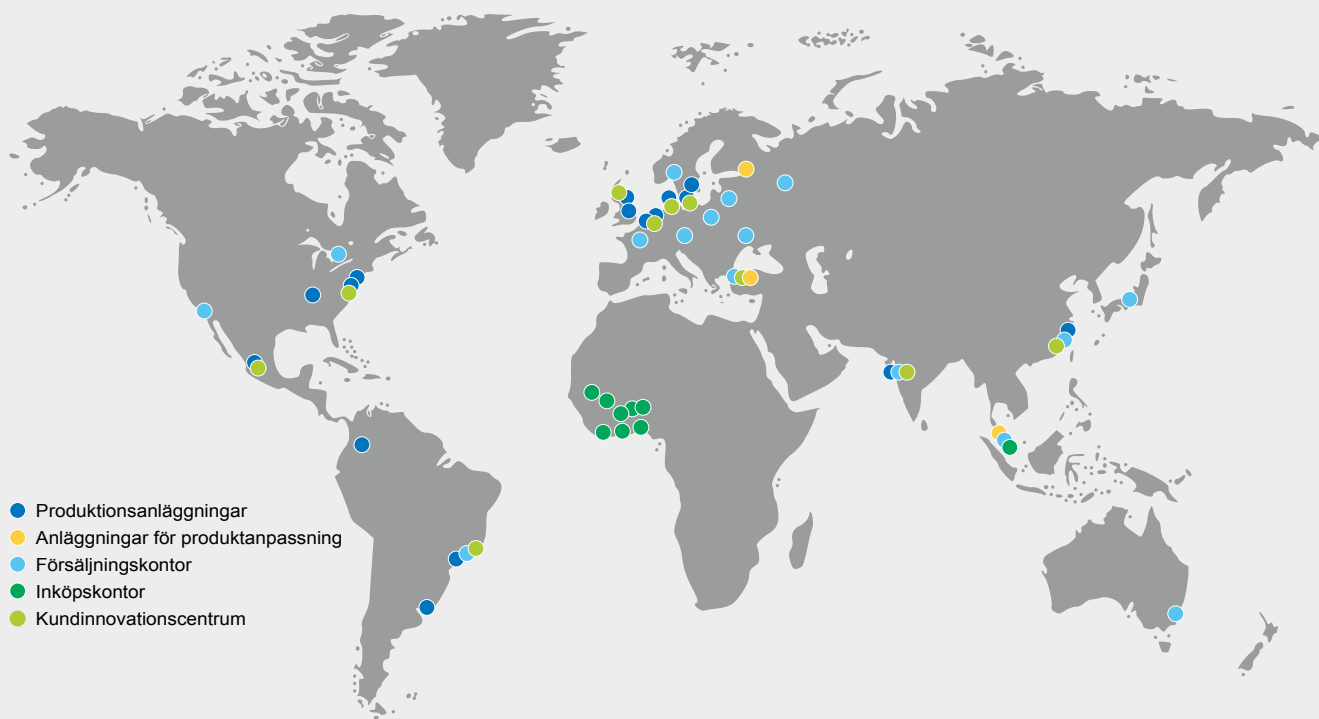 Produktionsanläggningar
Anläggningar för produktanpassning
Försäljningskontor
Inköpskontor
Kundinnovationscentrum